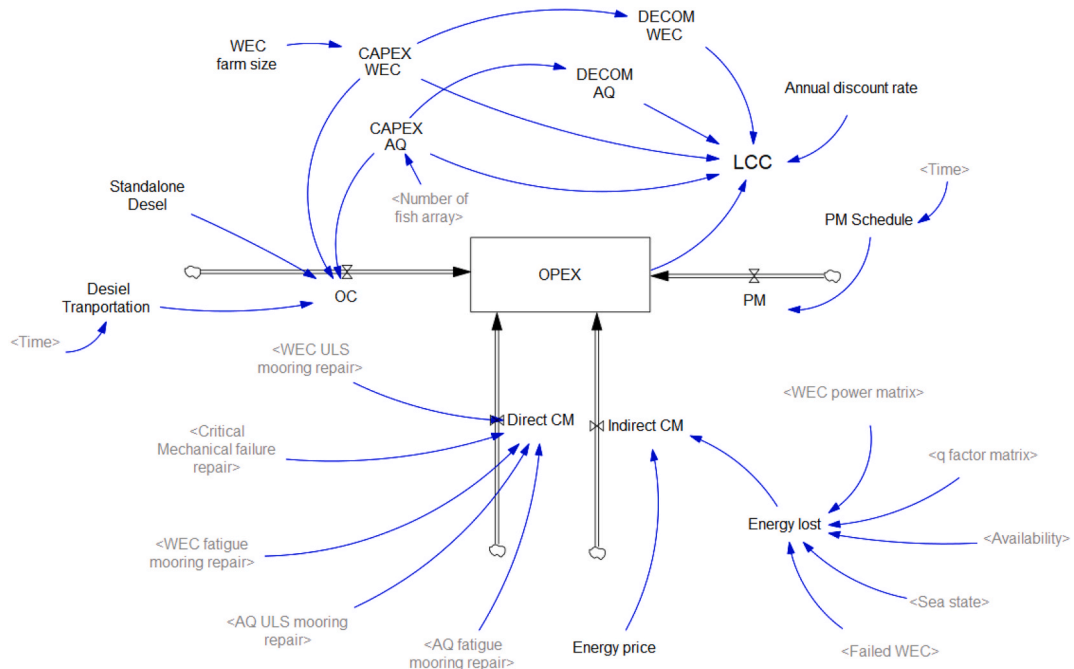 DECOM
WEC
WEC
farm size
CAPEX
WEC
DECOM
AQ
Annual discount rate
CAPEX
AQ
LCC
<Time>
Standalone
Desel
<Number of
fish array>
PM Schedule
OPEX
Desiel
Tranportation
OC
PM
<Time>
<WEC ULS
mooring repair>
<WEC power matrix>
Direct CM
Indirect CM
<Critical
Mechanical failure
repair>
<q factor matrix>
Energy lost
<WEC fatigue
mooring repair>
<Availability>
<Sea state>
<AQ ULS mooring
repair>
<AQ fatigue
mooring repair>
Energy price
<Failed WEC>